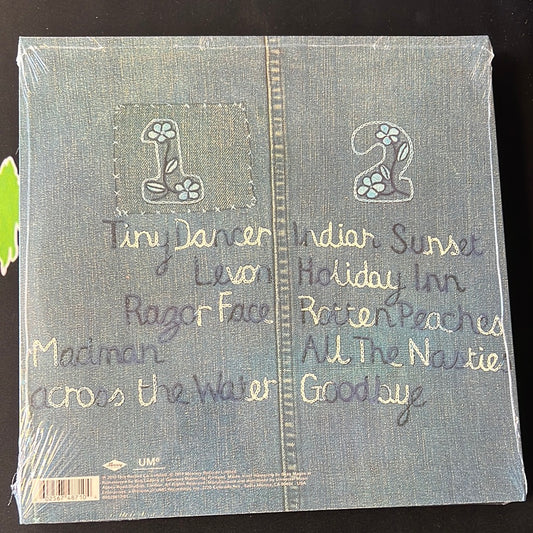 1
Tiny Dancer
Levon
Razor Face
Madman
across the Water
2
Indian Sunset
Holiday Inn
Rotten Peaches
All The Nasties
Goodbye
UMe